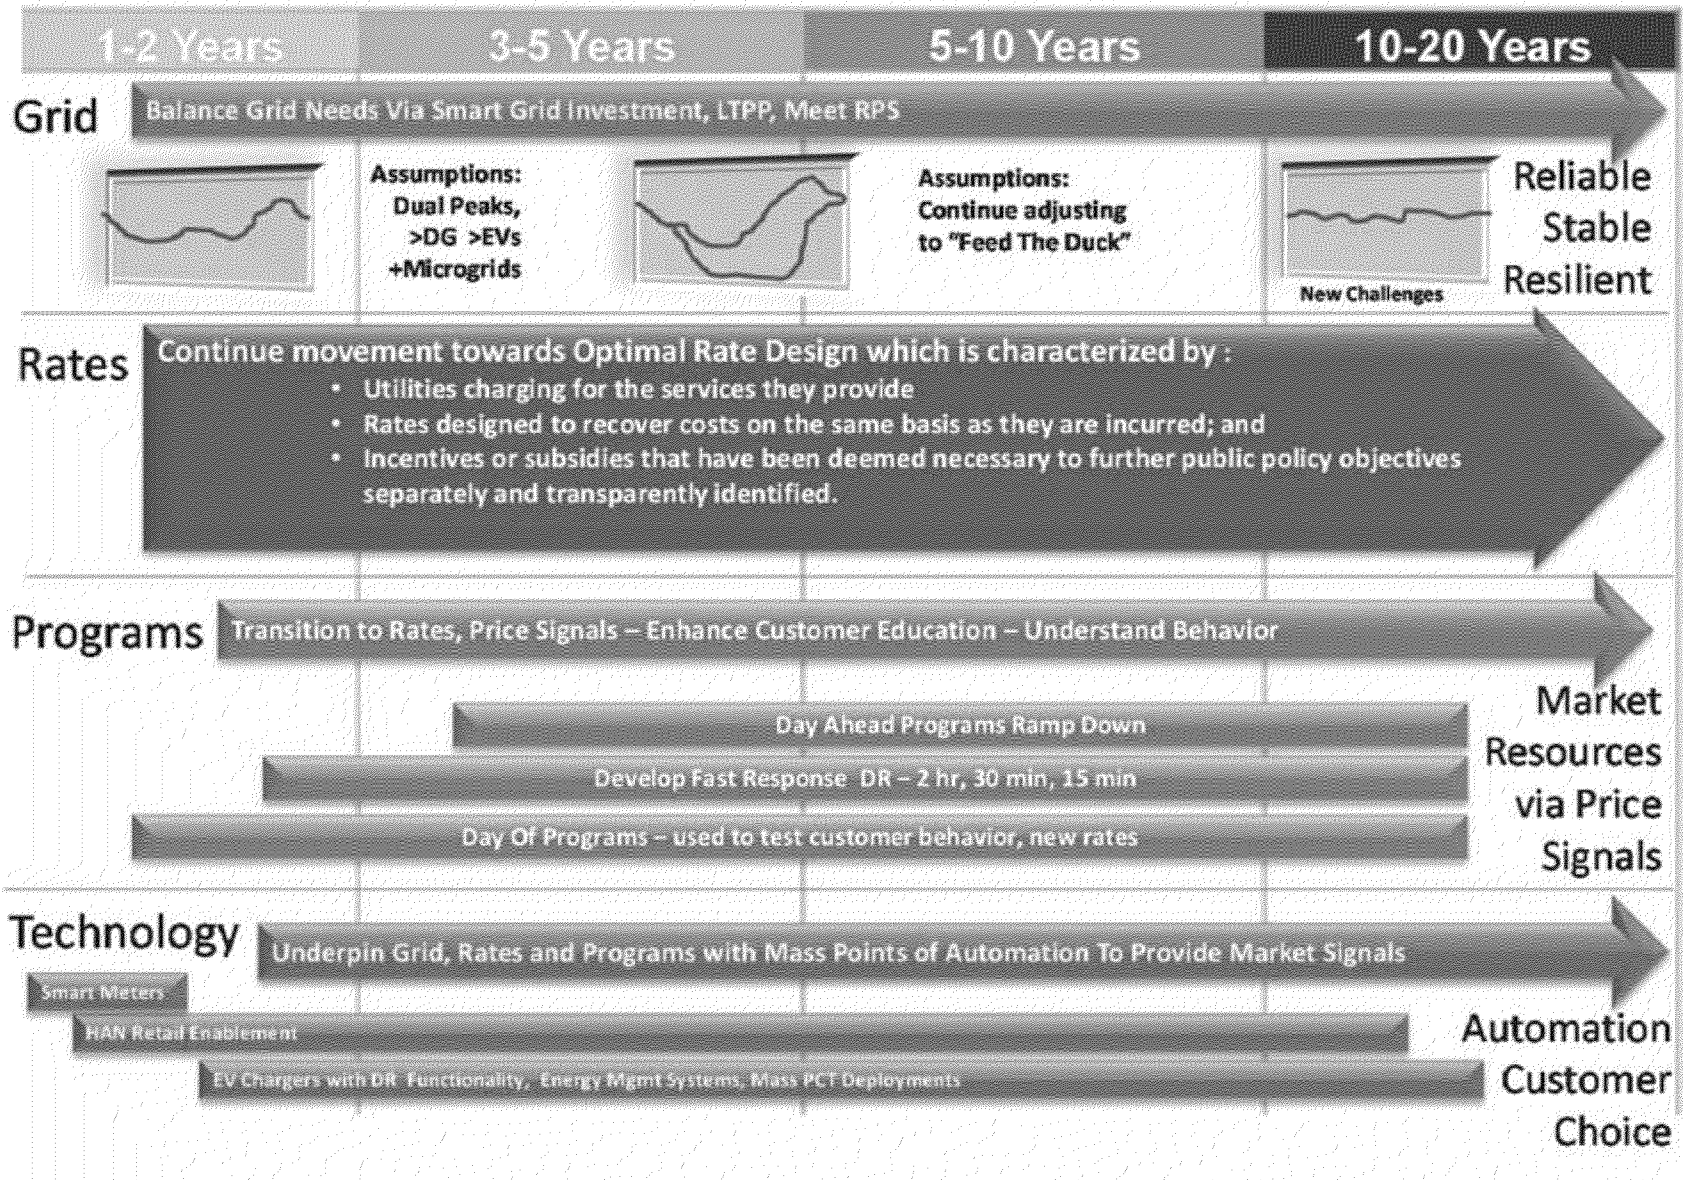 1-2 Years
3-5 Years
5-10 Years
10-20 Years
Grid
Balance Grid Needs Via Smart Grid Investment, LTPP, Meet RPS
Assumptions:
Dual Peaks,
>DG >EVs
+Microgrids
Assumptions:
Continue adjusting
to "Feed The Duck"
New Challenges
Reliable
Stable
Resilient
Rates
Continue movement towards Optimal Rate Design which is characterized by :
• Utilities charging for the services they provide
• Rates designed to recover costs on the same basis as they are incurred; and
• Incentives or subsidies that have been deemed necessary to further public policy objectives
separately and transparently identified.
Programs
Transition to Rates, Price Signals – Enhance Customer Education – Understand Behavior
Day Ahead Programs Ramp Down
Develop Fast Response DR – 2 hr, 30 min, 15 min
Day Of Programs – used to test customer behavior, new rates
Market
Resources
via Price
Signals
Technology
Underpin Grid, Rates and Programs with Mass Points of Automation To Provide Market Signals
Smart Meters
HAN Retail Enablement
EV Chargers with DR Functionality, Energy Mgmt Systems, Mass PCT Deployments
Automation
Customer
Choice